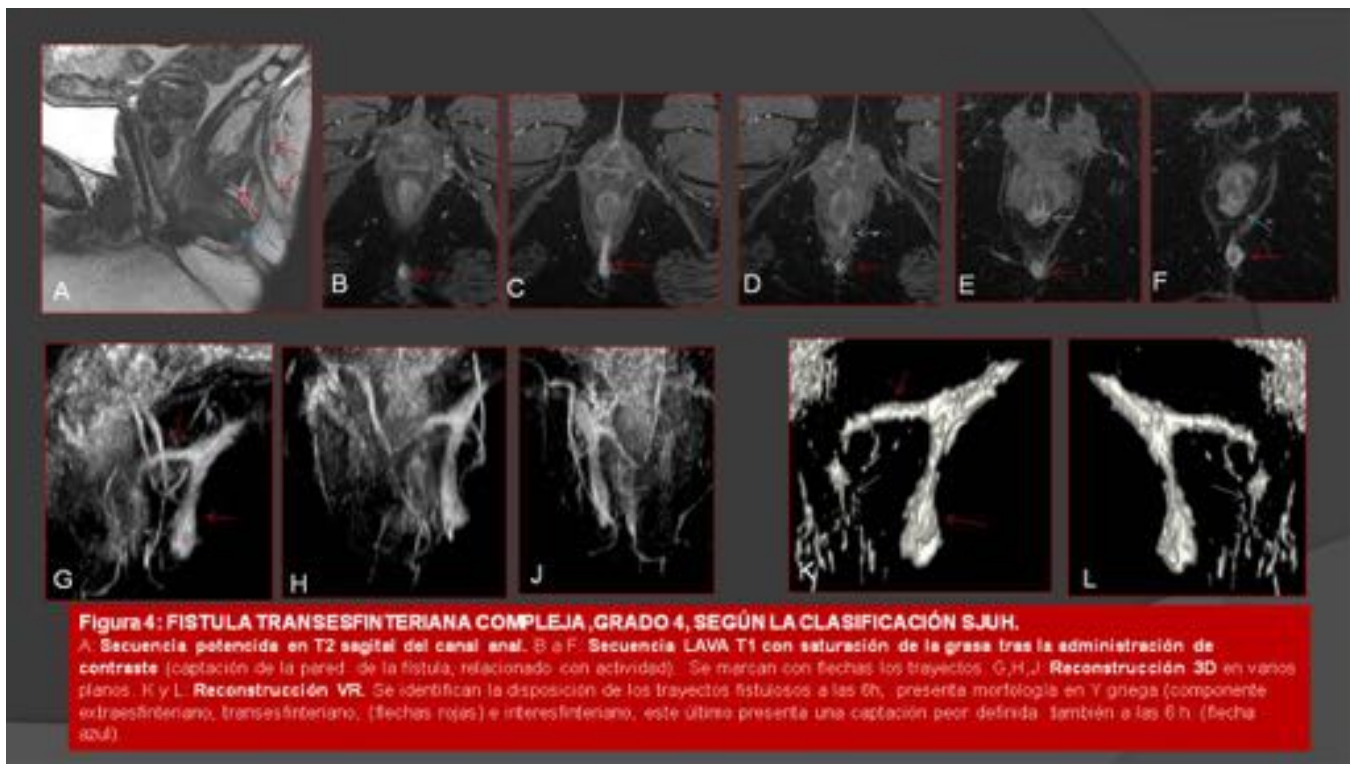 A
B
C
D
E
F
G
H
J
K
L
Figura 4: FISTULA TRANSESFINTERIANA COMPLEJA ,GRADO 4, SEGÚN LA CLASIFICACIÓN SJUH.
A. Secuencia potencida en T2 sagital del canal anal. B a F. Secuencia LAVA T1 con saturación de la grasa tras la administración de
contraste (captación de la pared de la fístula, relacionado con actividad). Se marcan con flechas los trayectos. G,H,J. Reconstrucción 3D en varios
planos. K y L. Reconstrucción VR. Se identifican la disposición de los trayectos fistulosos a las 6h, presenta morfología en Y griega (componente
extraesfinteriano, transesfinteriano, (flechas rojas) e interesfinteriano, este último presenta una captación peor definida también a las 6 h (flecha
azul)